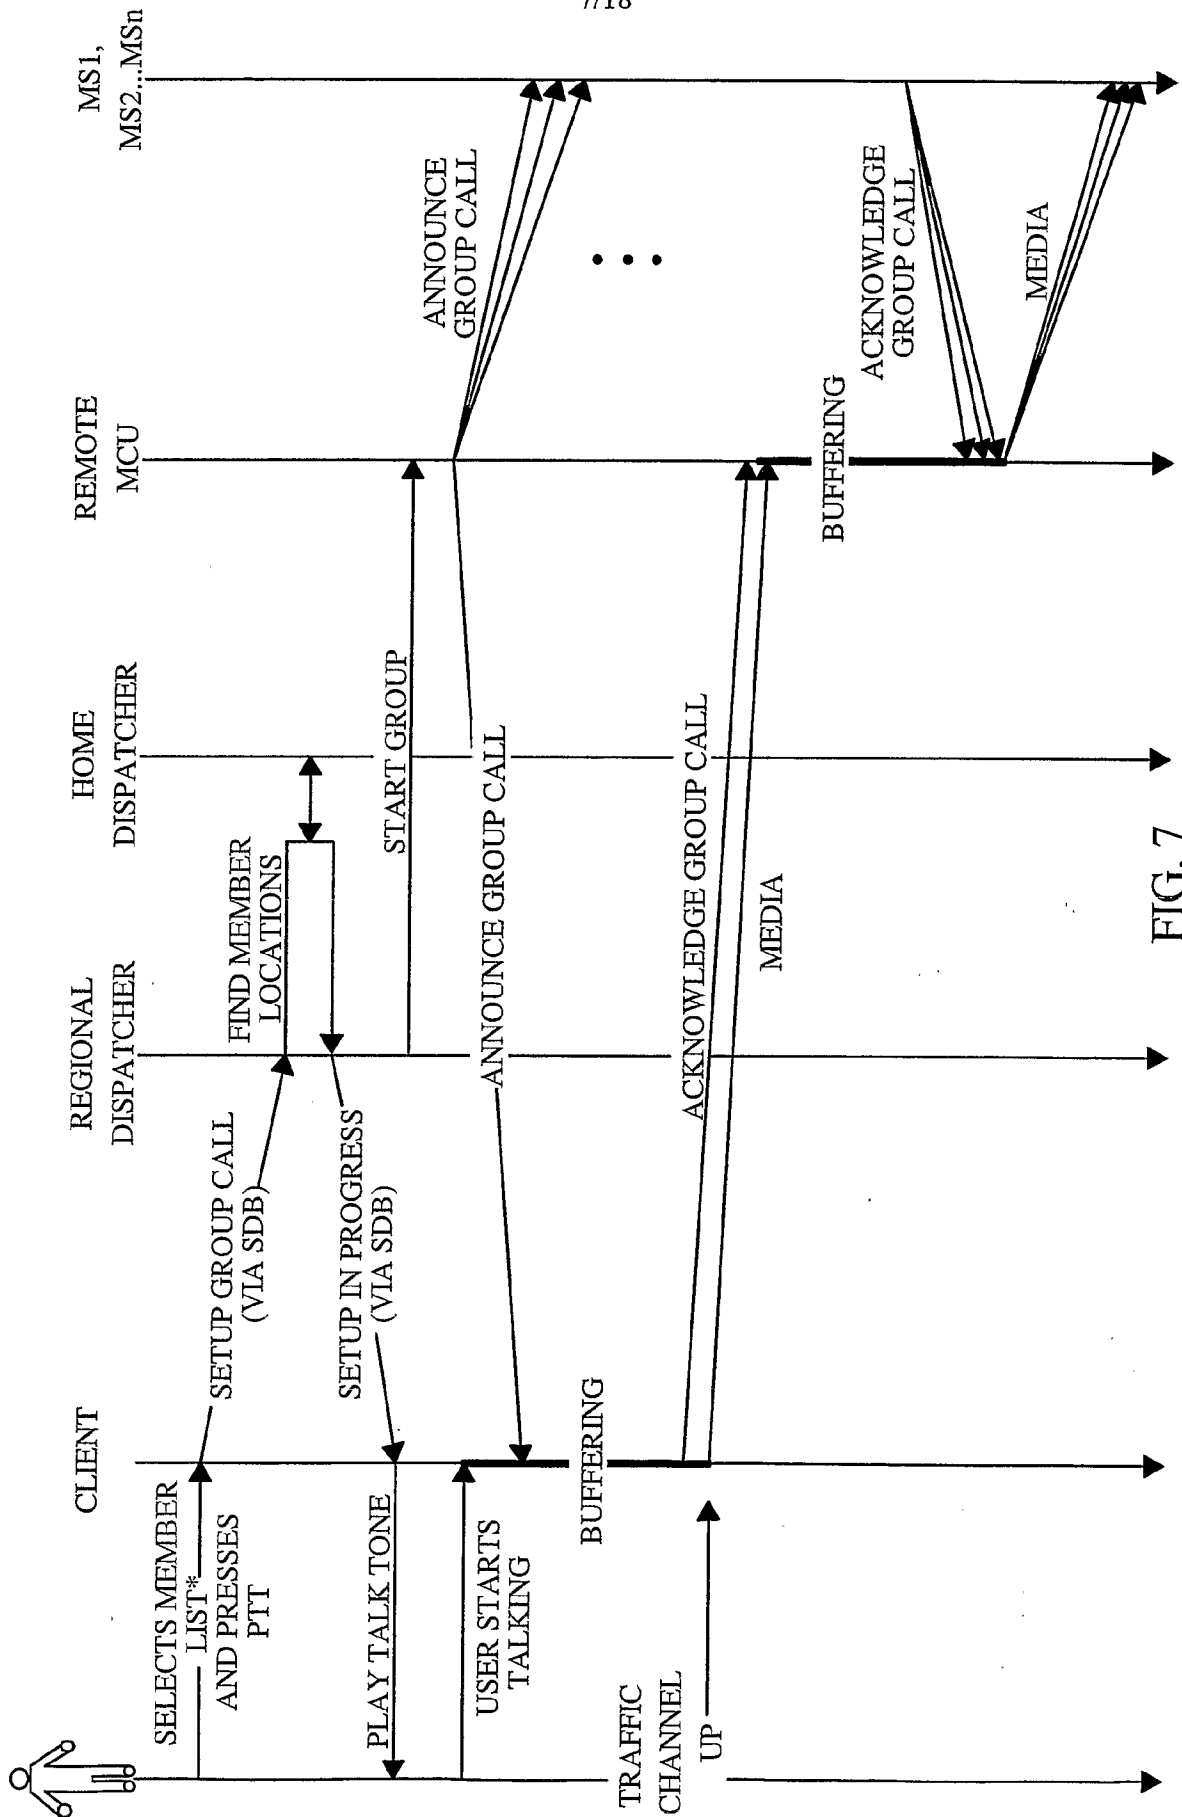 7/18
CLIENT
REGIONAL
DISPATCHER
HOME
DISPATCHER
REMOTE
MCU
MS1,
MS2...MSn
SELECTS MEMBER
LIST*
AND PRESSES
PTT
SETUP GROUP CALL
(VIA SDB)
FIND MEMBER
LOCATIONS
SETUP IN PROGRESS
(VIA SDB)
PLAY TALK TONE
START GROUP
USER STARTS
TALKING
ANNOUNCE GROUP CALL
ANNOUNCE
GROUP CALL
BUFFERING
TRAFFIC
CHANNEL
UP
ACKNOWLEDGE GROUP CALL
MEDIA
BUFFERING
ACKNOWLEDGE
GROUP CALL
MEDIA
FIG. 7